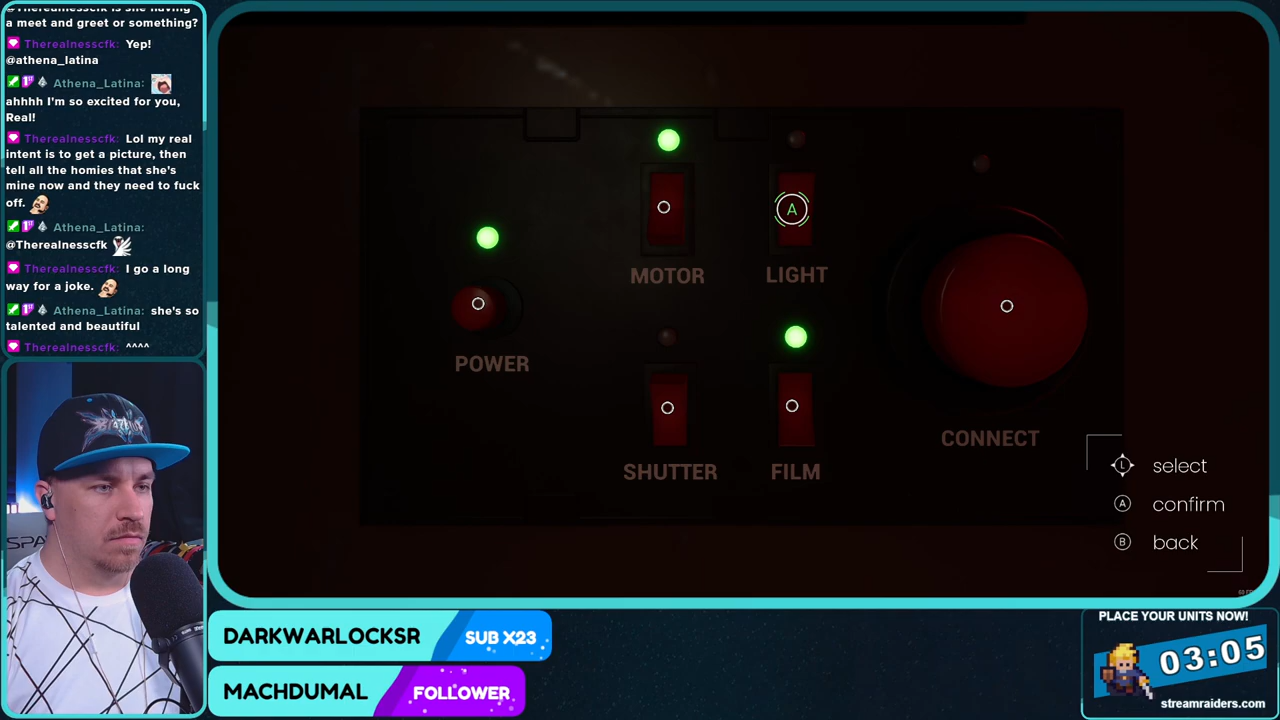 @Therealnesscfk is she having
a meet and greet or something?
Therealnesscfk: Yep!
@athena_latina
Athena_Latina:
ahhhh I'm so excited for you,
Real!
Therealnesscfk: Lol my real
intent is to get a picture, then
tell all the homies that she's
mine now and they need to fuck
off.
Athena_Latina:
@Therealnesscfk
Therealnesscfk: I go a long
way for a joke.
Athena_Latina: she's so
talented and beautiful
Therealnesscfk: ^^^^
MOTOR
LIGHT
A
POWER
SHUTTER
FILM
CONNECT
L select
A confirm
B back
DARKWARLOCKSR SUB X23
MACHDUMAL FOLLOWER
PLACE YOUR UNITS NOW!
03:05
streamraiders.com